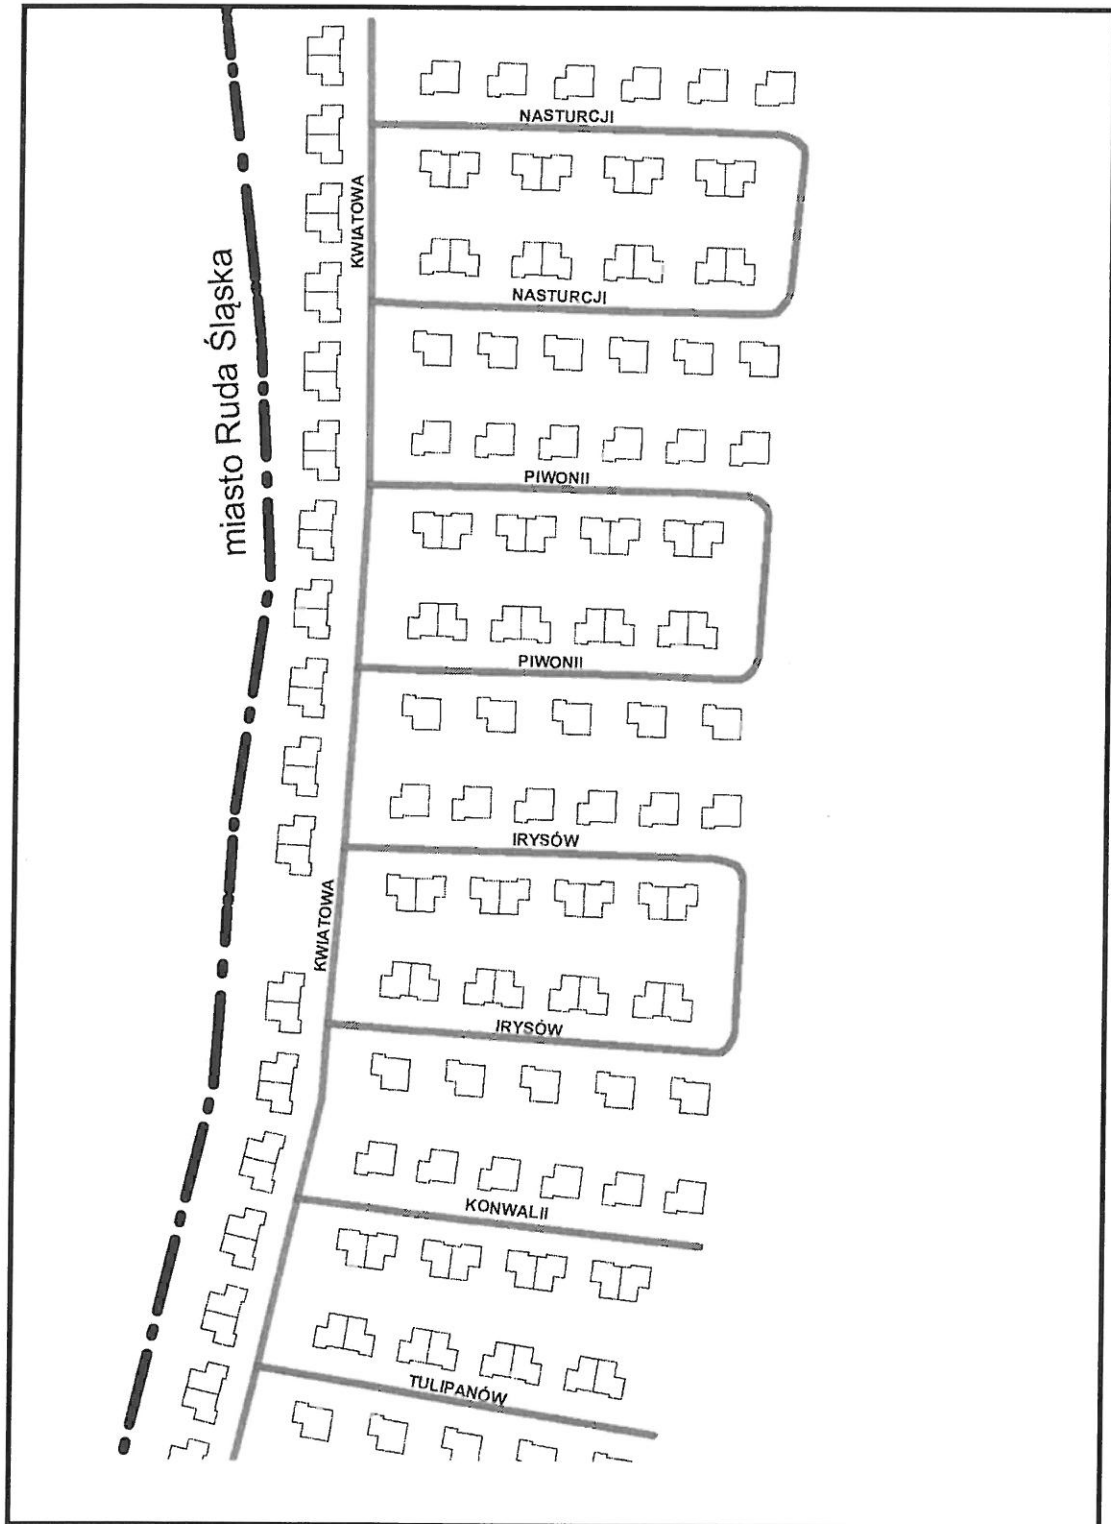 NASTURCJI
KWIATOWA
miasto Ruda Śląska
NASTURCJI
PIWONII
PIWONII
IRYSÓW
KWIATOWA
IRYSÓW
KONWALII
TULIPANÓW